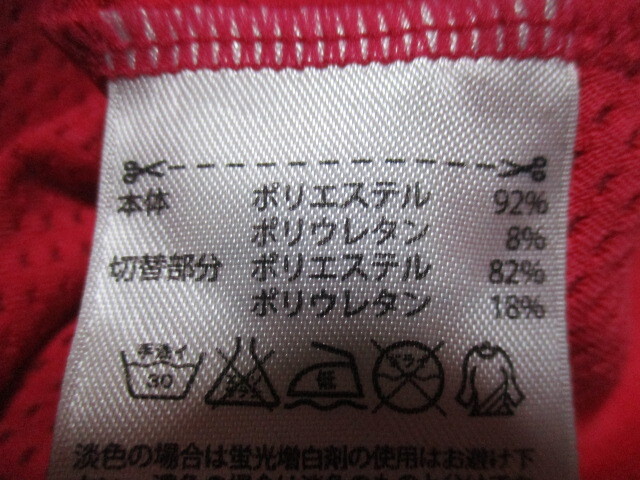 本体 ポリエステル 92%
ポリウレタン 8%
切替部分 ポリエステル 82%
ポリウレタン 18%
手洗イ 30 低 ドライ
淡色の場合は蛍光増白剤の使用はお避け下